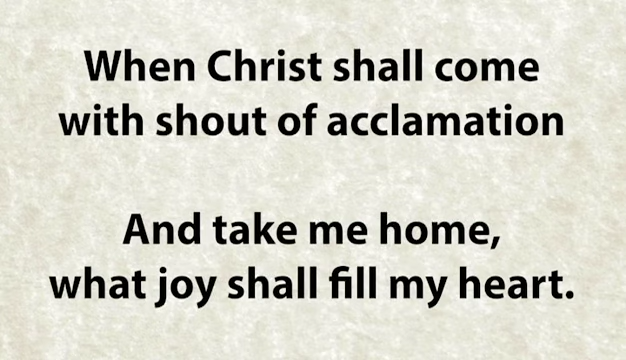 When Christ shall come
with shout of acclamation
And take me home,
what joy shall fill my heart.